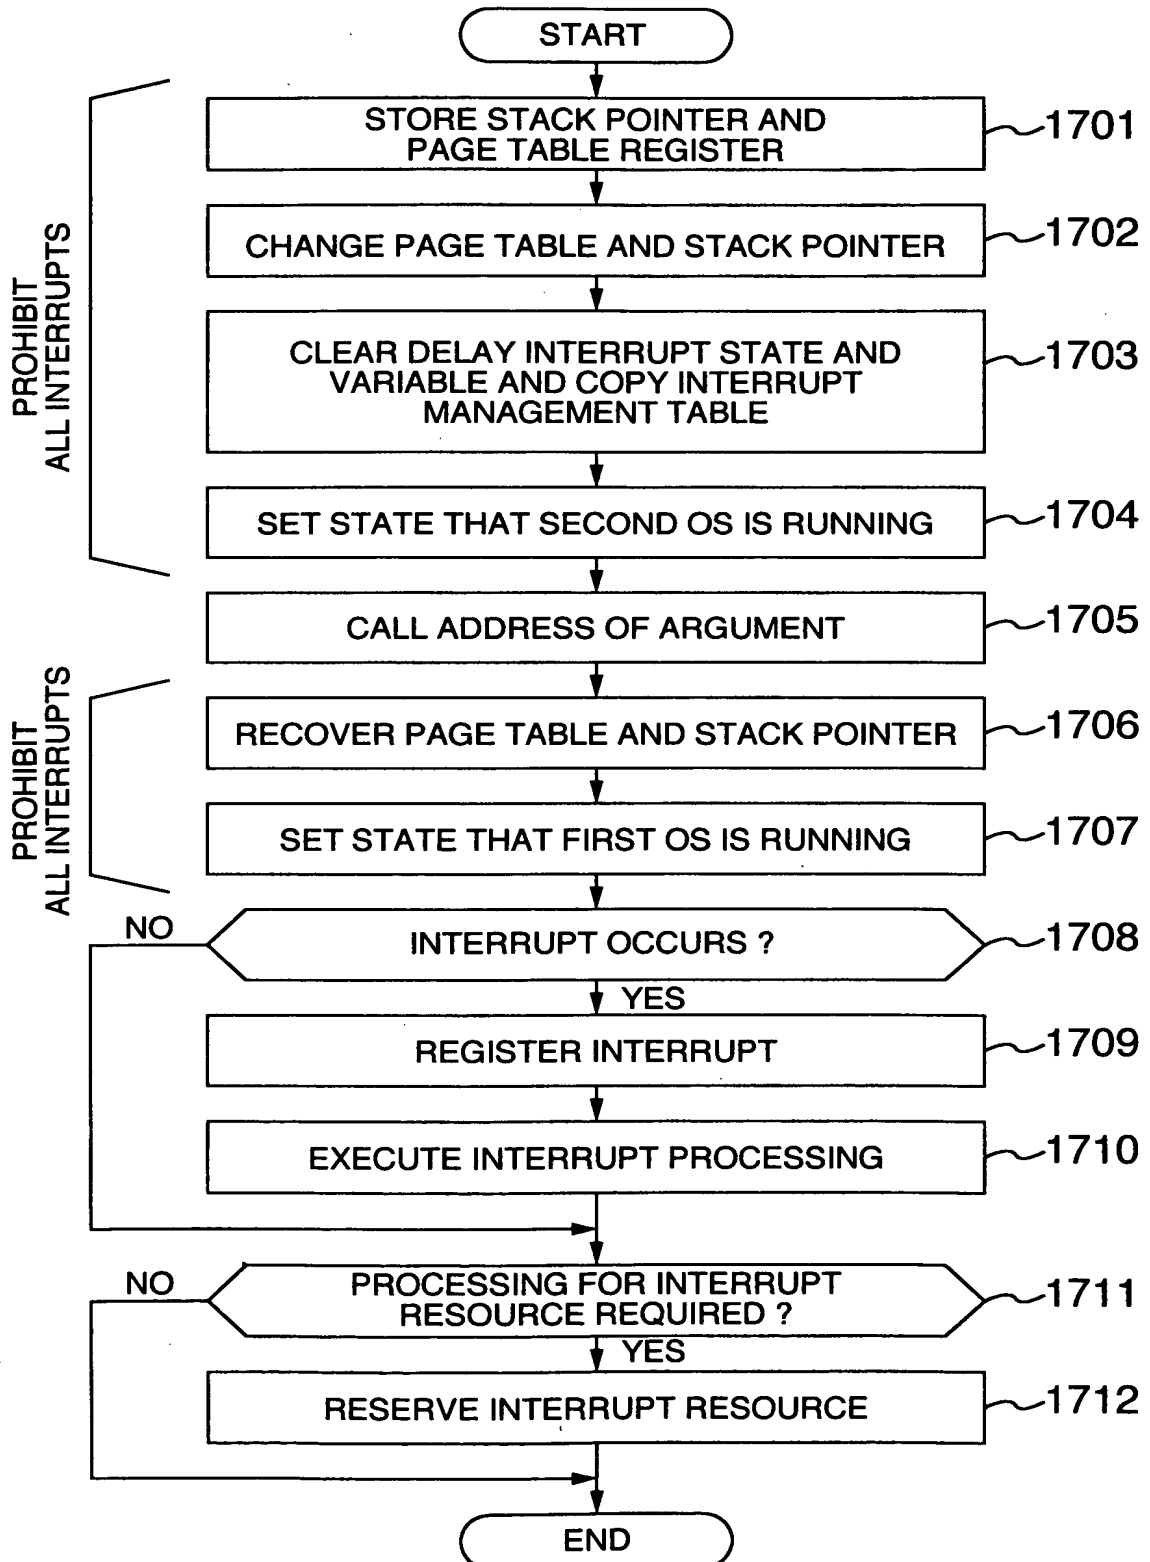 START
STORE STACK POINTER AND
PAGE TABLE REGISTER
1701
CHANGE PAGE TABLE AND STACK POINTER
1702
CLEAR DELAY INTERRUPT STATE AND
VARIABLE AND COPY INTERRUPT
MANAGEMENT TABLE
1703
SET STATE THAT SECOND OS IS RUNNING
1704
PROHIBIT
ALL INTERRUPTS
CALL ADDRESS OF ARGUMENT
1705
RECOVER PAGE TABLE AND STACK POINTER
1706
SET STATE THAT FIRST OS IS RUNNING
1707
PROHIBIT
ALL INTERRUPTS
NO
INTERRUPT OCCURS ?
1708
YES
REGISTER INTERRUPT
1709
EXECUTE INTERRUPT PROCESSING
1710
NO
PROCESSING FOR INTERRUPT
RESOURCE REQUIRED ?
1711
YES
RESERVE INTERRUPT RESOURCE
1712
END